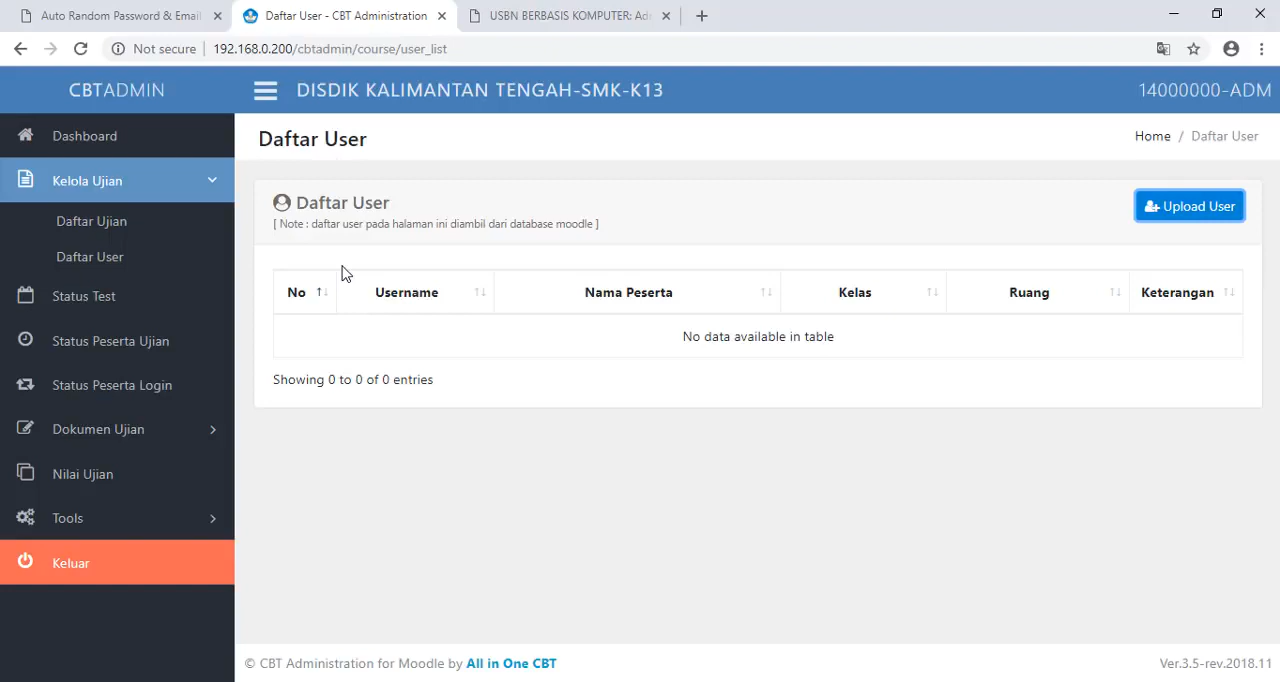 Auto Random Password & Email
Daftar User - CBT Administration
USBN BERBASIS KOMPUTER: Ad
Not secure
192.168.0.200/cbtadmin/course/user_list
CBTADMIN
DISDIK KALIMANTAN TENGAH-SMK-K13
14000000-ADM
Dashboard
Kelola Ujian
Daftar Ujian
Daftar User
Status Test
Status Peserta Ujian
Status Peserta Login
Dokumen Ujian
Nilai Ujian
Tools
Keluar
Daftar User
Home / Daftar User
Daftar User
[ Note : daftar user pada halaman ini diambil dari database moodle ]
Upload User
No Username Nama Peserta Kelas Ruang Keterangan
No data available in table
Showing 0 to 0 of 0 entries
© CBT Administration for Moodle by All in One CBT
Ver.3.5-rev.2018.11